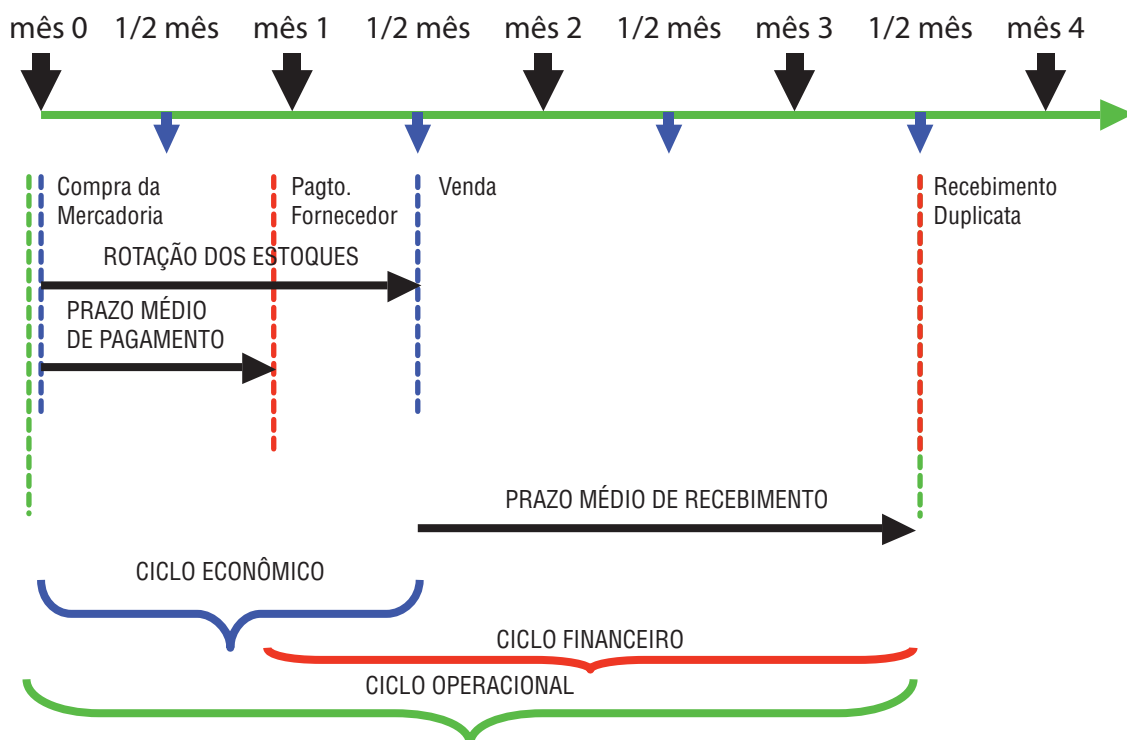 mês 0 1/2 mês mês 1 1/2 mês mês 2 1/2 mês mês 3 1/2 mês mês 4
Compra da
Mercadoria
Pagto.
Fornecedor
Venda
Recebimento
Duplicata
ROTAÇÃO DOS ESTOQUES
PRAZO MÉDIO
DE PAGAMENTO
PRAZO MÉDIO DE RECEBIMENTO
CICLO ECONÔMICO
CICLO FINANCEIRO
CICLO OPERACIONAL